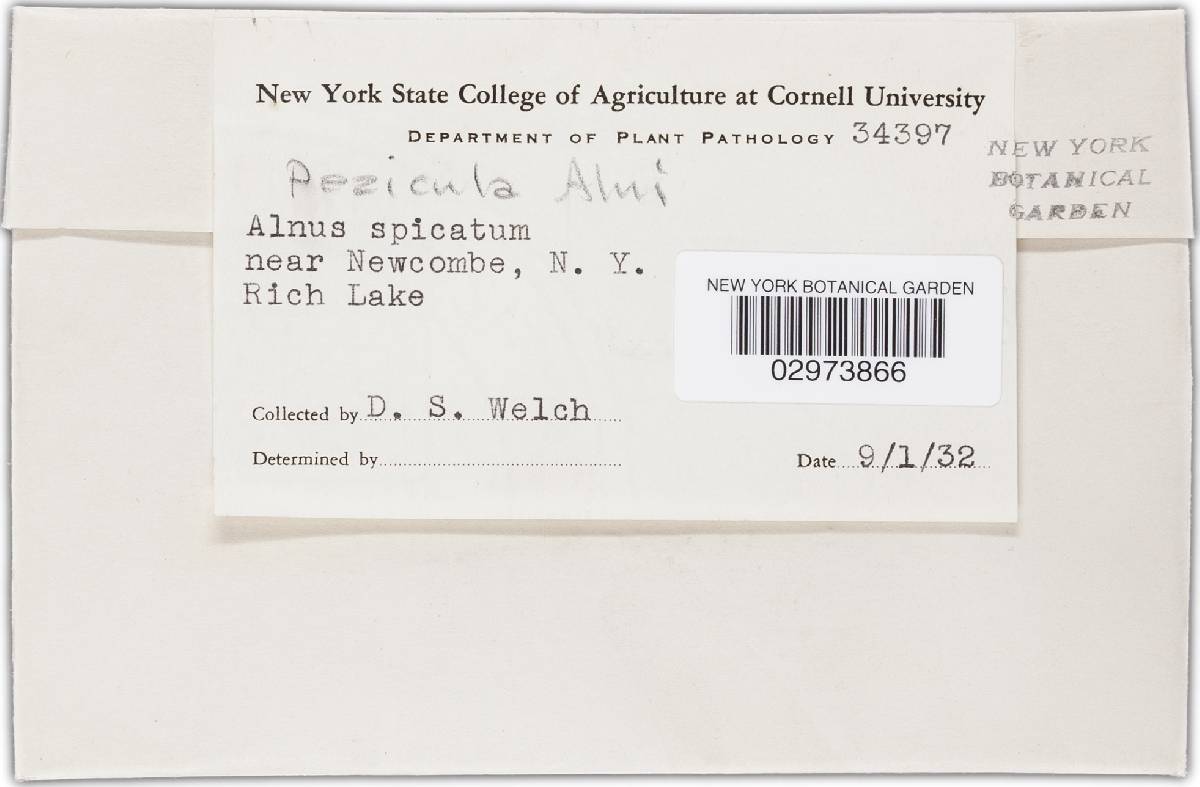 New York State College of Agriculture at Cornell University
DEPARTMENT OF PLANT PATHOLOGY 34397
NEW YORK
BOTANICAL
GARDEN
Pezicula Alni
Alnus spicatum
near Newcombe, N. Y.
Rich Lake
NEW YORK BOTANICAL GARDEN
02973866
Collected by D. S. Welch
Determined by
Date 9/1/32